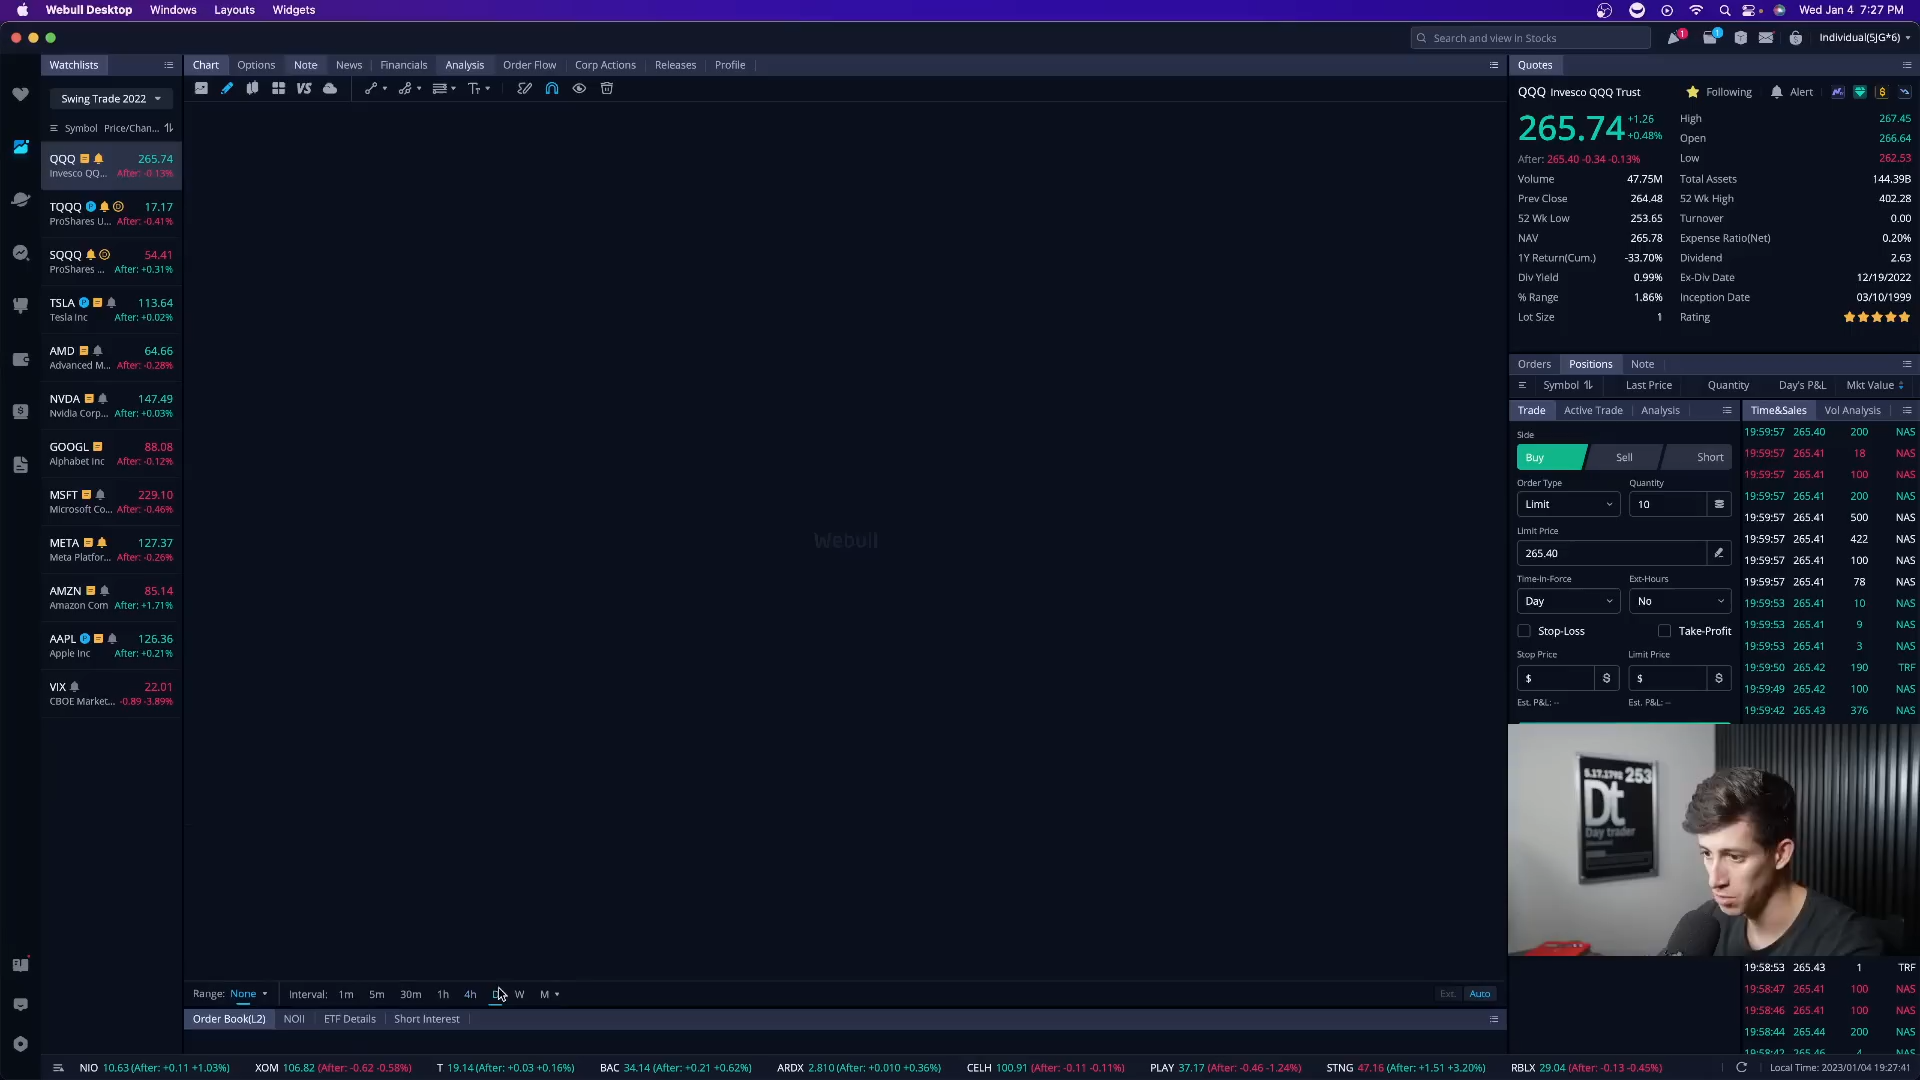 Webull Desktop Windows Layouts Widgets Wed Jan 4 7:27 PM
Search and view in Stocks 1 1 Individual(5JG*6)
Watchlists
Swing Trade 2022
Symbol Price/Chan...
QQQ 265.74
Invesco QQ... After: -0.13%
TQQQ 17.17
ProShares U... After: -0.41%
SQQQ 54.41
ProShares ... After: +0.31%
TSLA 113.64
Tesla Inc After: +0.02%
AMD 64.66
Advanced M... After: -0.28%
NVDA 147.49
Nvidia Corp... After: +0.03%
GOOGL 88.08
Alphabet Inc After: -0.12%
MSFT 229.10
Microsoft Co... After: -0.46%
META 127.37
Meta Platfor... After: -0.26%
AMZN 85.14
Amazon Com After: +1.71%
AAPL 126.36
Apple Inc After: +0.21%
VIX 22.01
CBOE Market... -0.89 -3.89%
Chart Options Note News Financials Analysis Order Flow Corp Actions Releases Profile
VS
Webull
Range: None Interval: 1m 5m 30m 1h 4h D W M Ext. Auto
Order Book(L2) NOII ETF Details Short Interest
Quotes
QQQ Invesco QQQ Trust Following Alert
265.74 +1.26 +0.48%
After: 265.40 -0.34 -0.13%
High 267.45
Open 266.64
Low 262.53
Volume 47.75M Total Assets 144.39B
Prev Close 264.48 52 Wk High 402.28
52 Wk Low 253.65 Turnover 0.00
NAV 265.78 Expense Ratio(Net) 0.20%
1Y Return(Cum.) -33.70% Dividend 2.63
Div Yield 0.99% Ex-Div Date 12/19/2022
% Range 1.86% Inception Date 03/10/1999
Lot Size 1 Rating
Orders Positions Note
Symbol Last Price Quantity Day's P&L Mkt Value
Trade Active Trade Analysis
Side
Buy Sell Short
Order Type Quantity
Limit 10
Limit Price
265.40
Time-In-Force Ext-Hours
Day No
Stop-Loss Take-Profit
Stop Price Limit Price
$ $ $ $
Est. P&L: -- Est. P&L: --
Time&Sales Vol Analysis
19:59:57 265.40 200 NAS
19:59:57 265.41 18 NAS
19:59:57 265.41 100 NAS
19:59:57 265.41 200 NAS
19:59:57 265.41 500 NAS
19:59:57 265.41 422 NAS
19:59:57 265.41 100 NAS
19:59:57 265.41 78 NAS
19:59:53 265.41 10 NAS
19:59:53 265.41 9 NAS
19:59:53 265.41 3 NAS
19:59:50 265.42 190 TRF
19:59:49 265.42 100 NAS
19:59:42 265.43 376 NAS
5.17.1792 253
Dt
Day trader
19:58:53 265.43 1 TRF
19:58:47 265.41 100 NAS
19:58:46 265.41 100 NAS
19:58:44 265.44 200 NAS
19:58:42 265.46 4 NAS
NIO 10.63 (After: +0.11 +1.03%) XOM 106.82 (After: -0.62 -0.58%) T 19.14 (After: +0.03 +0.16%) BAC 34.14 (After: +0.21 +0.62%) ARDX 2.810 (After: +0.010 +0.36%) CELH 100.91 (After: -0.11 -0.11%) PLAY 37.17 (After: -0.46 -1.24%) STNG 47.16 (After: +1.51 +3.20%) RBLX 29.04 (After: -0.13 -0.45%) Local Time: 2023/01/04 19:27:41